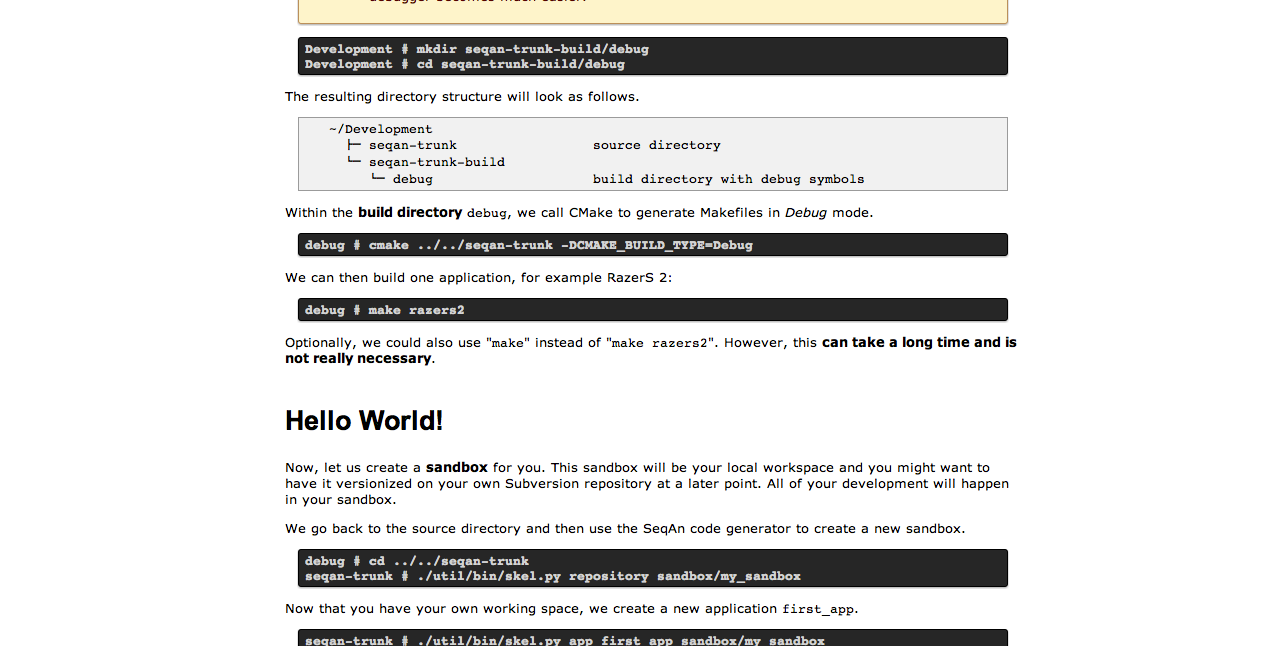 debugger becomes much easier.
Development # mkdir seqan-trunk-build/debug
Development # cd seqan-trunk-build/debug
The resulting directory structure will look as follows.
~/Development
├─ seqan-trunk source directory
└─ seqan-trunk-build
└─ debug build directory with debug symbols
Within the build directory debug, we call CMake to generate Makefiles in Debug mode.
debug # cmake ../../seqan-trunk -DCMAKE_BUILD_TYPE=Debug
We can then build one application, for example RazerS 2:
debug # make razers2
Optionally, we could also use "make" instead of "make razers2". However, this can take a long time and is
not really necessary.
Hello World!
Now, let us create a sandbox for you. This sandbox will be your local workspace and you might want to
have it versionized on your own Subversion repository at a later point. All of your development will happen
in your sandbox.
We go back to the source directory and then use the SeqAn code generator to create a new sandbox.
debug # cd ../../seqan-trunk
seqan-trunk # ./util/bin/skel.py repository sandbox/my_sandbox
Now that you have your own working space, we create a new application first_app.
seqan-trunk # ./util/bin/skel.py app first_app sandbox/my_sandbox